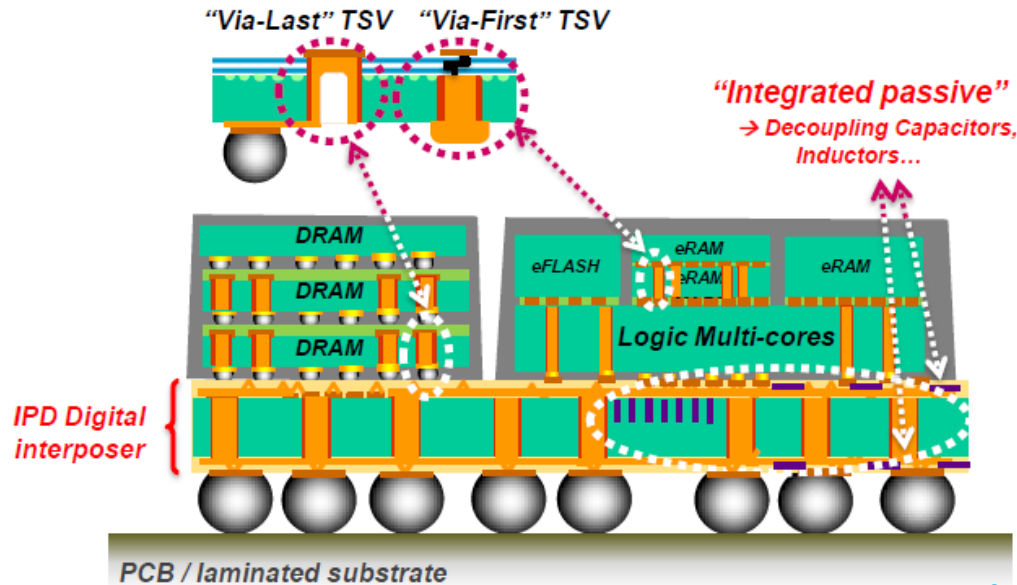 “Via-Last” TSV
“Via-First” TSV
“Integrated passive”
→ Decoupling Capacitors,
Inductors…
DRAM
DRAM
DRAM
eFLASH
eRAM
eRAM
eRAM
Logic Multi-cores
IPD Digital
interposer
PCB / laminated substrate